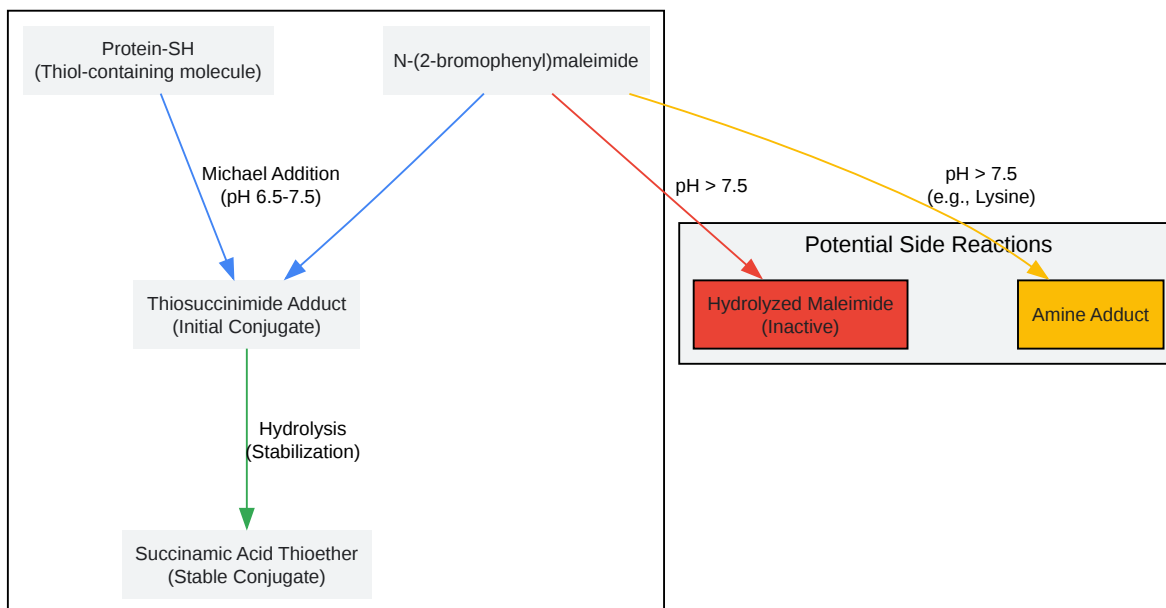 Protein-SH
(Thiol-containing molecule)
N-(2-bromophenyl)maleimide
Michael Addition
(pH 6.5-7.5)
pH > 7.5
pH > 7.5
(e.g., Lysine)
Potential Side Reactions
Thiosuccinimide Adduct
(Initial Conjugate)
Hydrolyzed Maleimide
(Inactive)
Amine Adduct
Hydrolysis
(Stabilization)
Succinamic Acid Thioether
(Stable Conjugate)